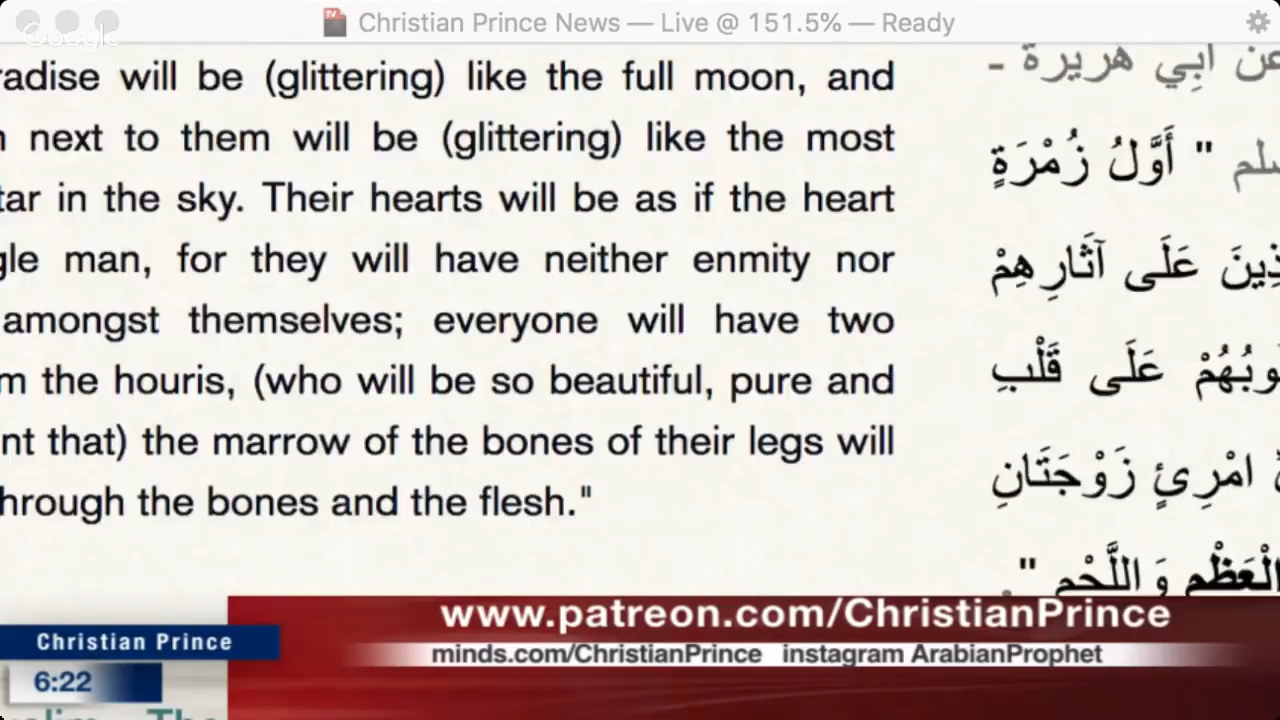 Christian Prince News — Live @ 151.5% — Ready
Google
radise will be (glittering) like the full moon, and
next to them will be (glittering) like the most
tar in the sky. Their hearts will be as if the heart
gle man, for they will have neither enmity nor
amongst themselves; everyone will have two
m the houris, (who will be so beautiful, pure and
nt that) the marrow of the bones of their legs will
hrough the bones and the flesh."
عن أبي هريرة ـ
سلم " أَوَّلُ زُمْرَةٍ
ذِينَ عَلَى آثَارِهِمْ
وبُهُمْ عَلَى قَلْبِ
امْرِئٍ زَوْجَتَانِ
الْعَظْمِ وَاللَّحْمِ ".
www.patreon.com/ChristianPrince
Christian Prince
minds.com/ChristianPrince instagram ArabianProphet
6:22